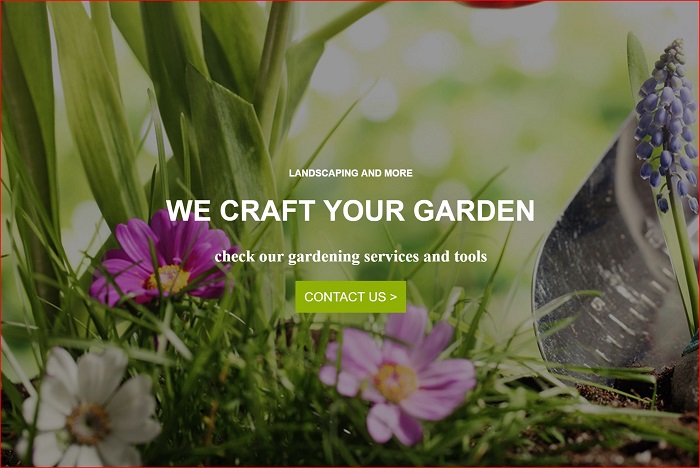 LANDSCAPING AND MORE
WE CRAFT YOUR GARDEN
check our gardening services and tools
CONTACT US >